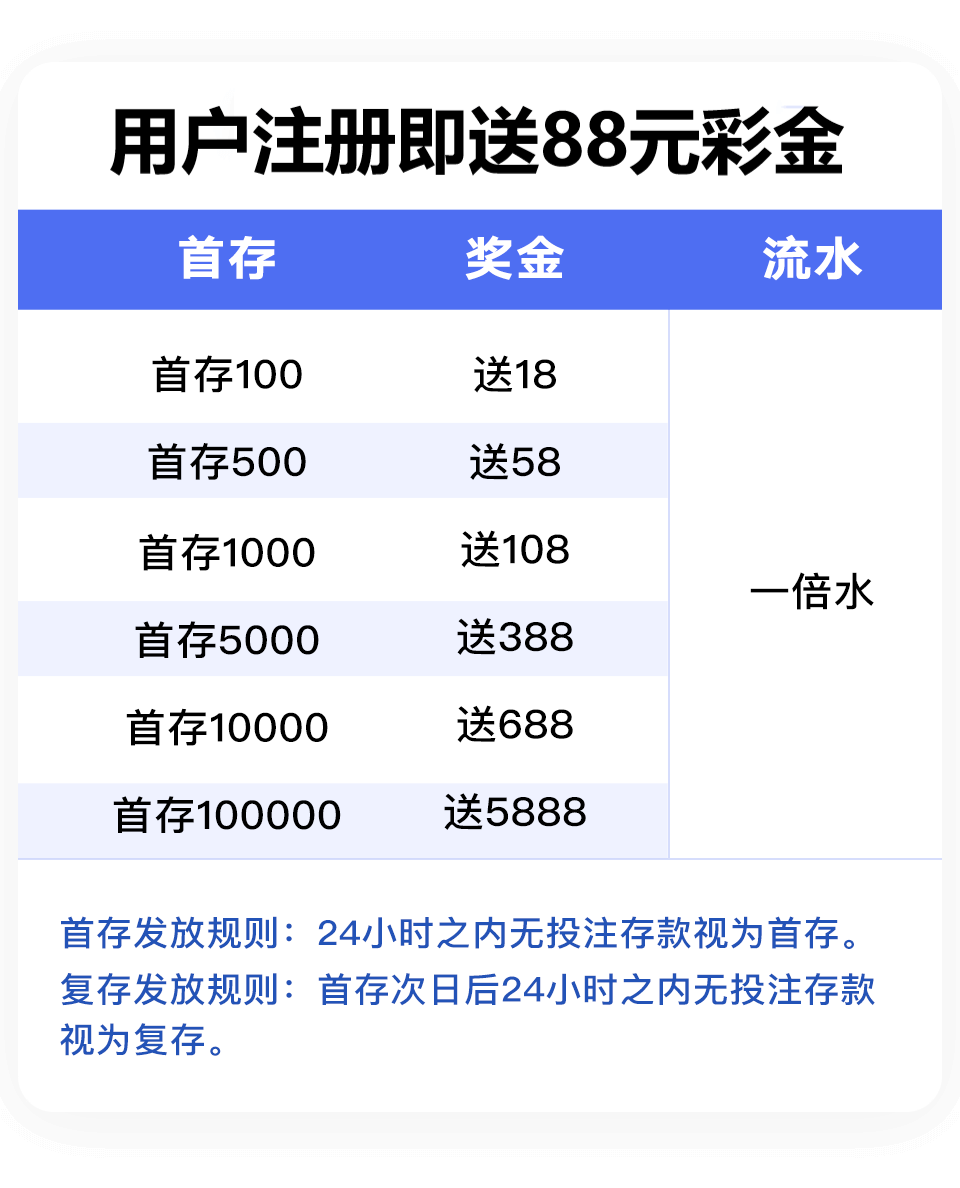 用户注册即送88元彩金
首存 奖金 流水
首存100 送18
首存500 送58
首存1000 送108
一倍水
首存5000 送388
首存10000 送688
首存100000 送5888
首存发放规则：24小时之内无投注存款视为首存。
复存发放规则：首存次日后24小时之内无投注存款
视为复存。